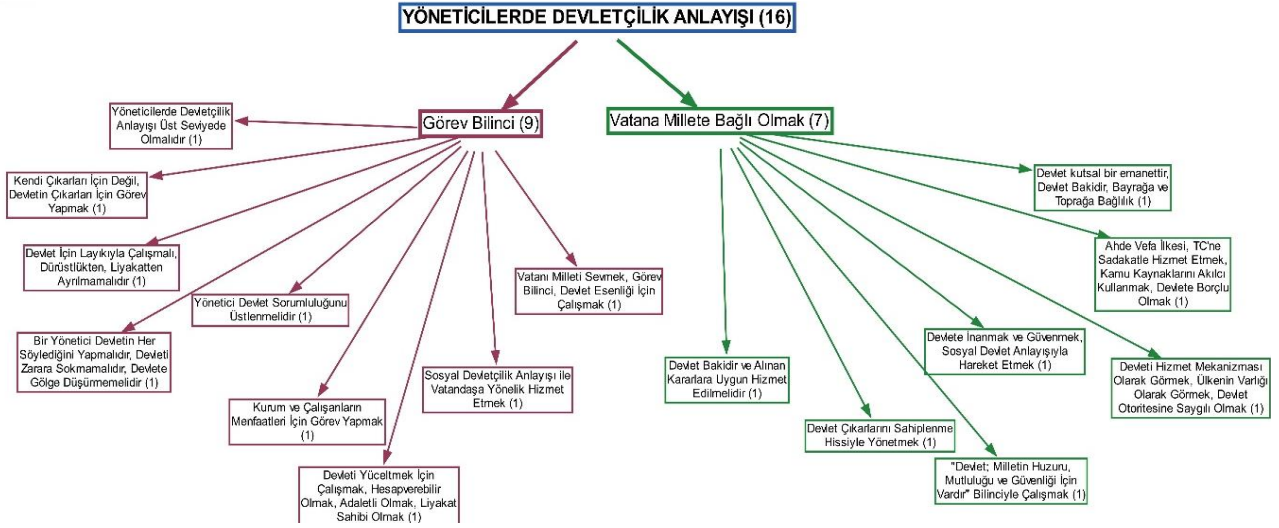 YÖNETİCİLERDE DEVLETÇİLİK ANLAYIŞI (16)
Görev Bilinci (9)
Vatana Millete Bağlı Olmak (7)
Yöneticilerde Devletçilik
Anlayışı Üst Seviyede
Olmalıdır (1)
Kendi Çıkarları İçin Değil,
Devletin Çıkarları İçin Görev
Yapmak (1)
Devlet İçin Layıkıyla Çalışmalı,
Dürüstlükten, Liyakatten
Ayrılmamalıdır (1)
Bir Yönetici Devletin Her
Söylediğini Yapmalıdır, Devleti
Zarara Sokmamalıdır, Devlete
Gölge Düşürmemelidir (1)
Yönetici Devlet Sorumluluğunu
Üstlenmelidir (1)
Kurum ve Çalışanların
Menfaatleri İçin Görev Yapmak
(1)
Devleti Yüceltmek İçin
Çalışmak, Hesapverebilir
Olmak, Adaletli Olmak, Liyakat
Sahibi Olmak (1)
Sosyal Devletçilik Anlayışı ile
Vatandaşa Yönelik Hizmet
Etmek (1)
Vatanı Milleti Sevmek, Görev
Bilinci, Devlet Esenliği İçin
Çalışmak (1)
Devlet Bakidir ve Alınan
Kararlara Uygun Hizmet
Edilmelidir (1)
Devlet Çıkarlarını Sahiplenme
Hissiyle Yönetmek (1)
"Devlet; Milletin Huzuru,
Mutluluğu ve Güvenliği İçin
Vardır" Bilinciyle Çalışmak (1)
Devlete İnanmak ve Güvenmek,
Sosyal Devlet Anlayışıyla
Hareket Etmek (1)
Devleti Hizmet Mekanizması
Olarak Görmek, Ülkenin Varlığı
Olarak Görmek, Devlet
Otoritesine Saygılı Olmak (1)
Ahde Vefa İlkesi, TC'ne
Sadakatle Hizmet Etmek,
Kamu Kaynaklarını Akılcı
Kullanmak, Devlete Borçlu
Olmak (1)
Devlet kutsal bir emanettir,
Devlet Bakidir, Bayrağa ve
Toprağa Bağlılık (1)